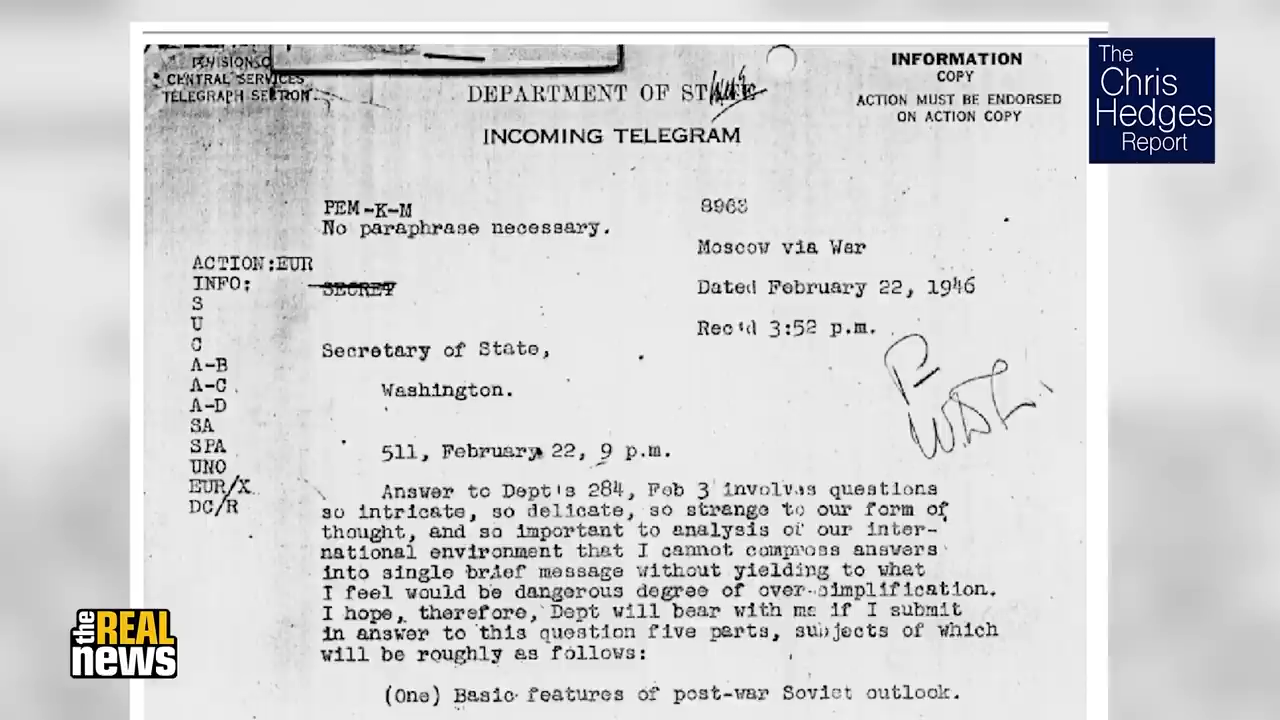 DIVISION OF
CENTRAL SERVICES
TELEGRAPH SECTION
DEPARTMENT OF STATE
INCOMING TELEGRAM
INFORMATION
COPY
ACTION MUST BE ENDORSED
ON ACTION COPY
The
Chris
Hedges
Report
PEM-K-M
No paraphrase necessary.
8963
Moscow via War
ACTION:EUR
INFO:
S
U
C
A-B
A-C
A-D
SA
SPA
UNO
EUR/X
DC/R
SECRET
Dated February 22, 1946
Rec'd 3:52 p.m.
Secretary of State,
Washington.
511, February 22, 9 p.m.
Answer to Dept's 284, Feb 3 involves questions
so intricate, so delicate, so strange to our form of
thought, and so important to analysis of our inter-
national environment that I cannot compress answers
into single brief message without yielding to what
I feel would be dangerous degree of over-simplification.
I hope, therefore, Dept will bear with me if I submit
in answer to this question five parts, subjects of which
will be roughly as follows:
(One) Basic features of post-war Soviet outlook.
the REAL
news